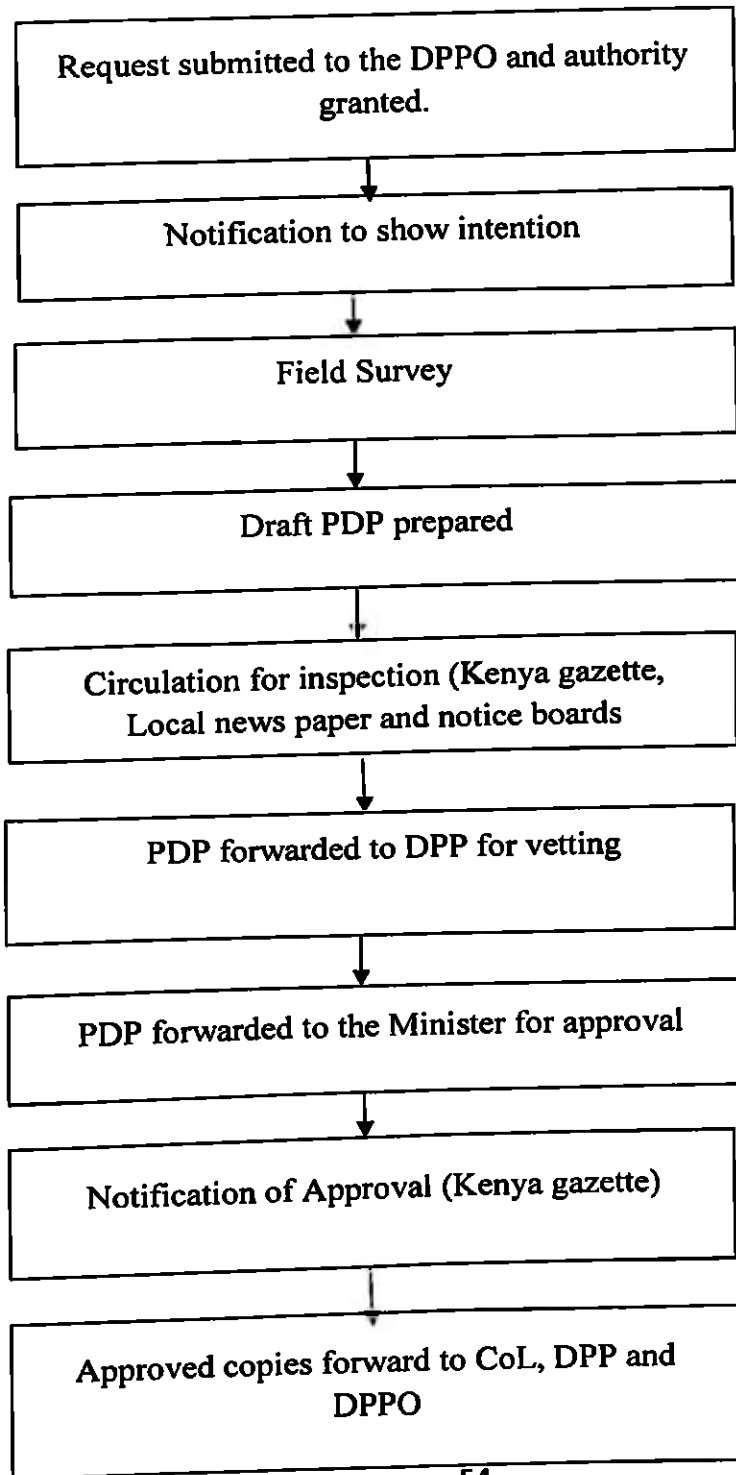 Request submitted to the DPPO and authority
granted.
Notification to show intention
Field Survey
Draft PDP prepared
Circulation for inspection (Kenya gazette,
Local news paper and notice boards
PDP forwarded to DPP for vetting
PDP forwarded to the Minister for approval
Notification of Approval (Kenya gazette)
Approved copies forward to CoL, DPP and
DPPO